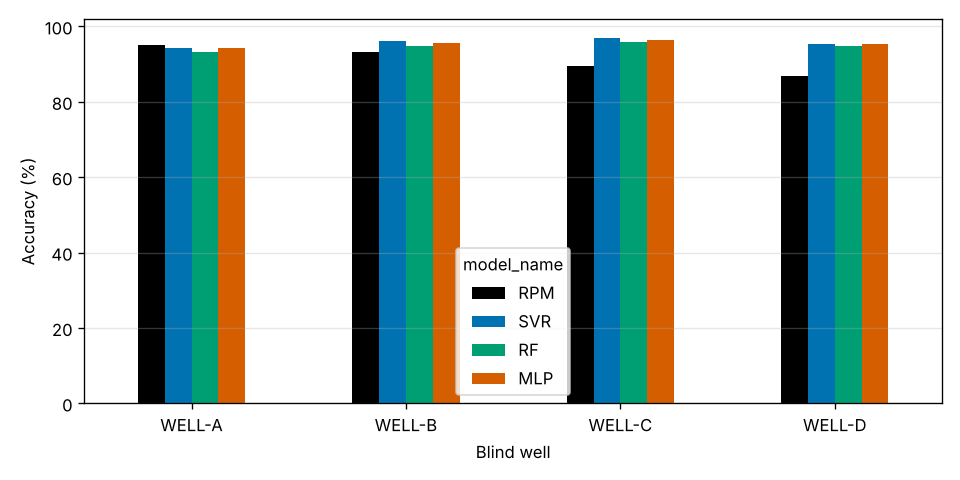 100
80
60
40
20
0
Accuracy (%)
model_name
RPM
SVR
RF
MLP
WELL-A
WELL-B
WELL-C
WELL-D
Blind well